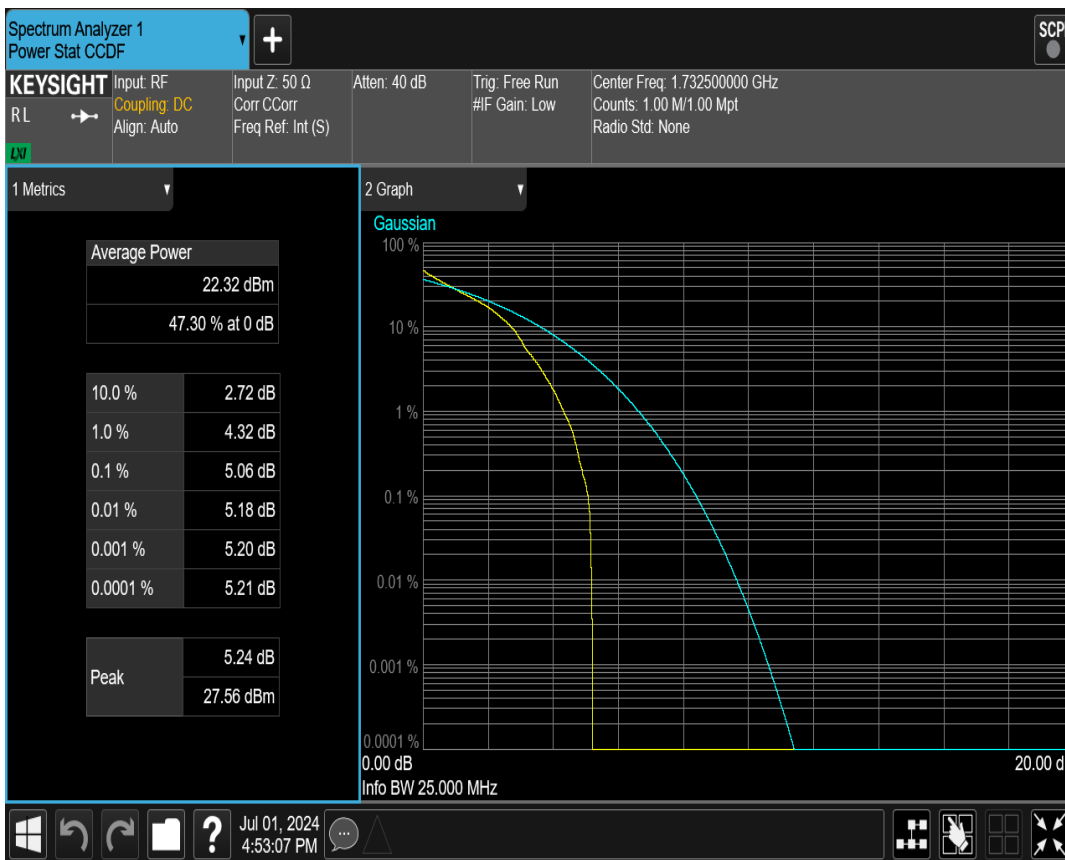 Spectrum Analyzer 1
Power Stat CCDF
▼
+
SCP
KEYSIGHT
RL
LXI
Input: RF
Coupling: DC
Align: Auto
Input Z: 50 Ω
Corr CCorr
Freq Ref: Int (S)
Atten: 40 dB
Trig: Free Run
#IF Gain: Low
Center Freq: 1.732500000 GHz
Counts: 1.00 M/1.00 Mpt
Radio Std: None
1 Metrics
Average Power
22.32 dBm
47.30 % at 0 dB
10.0 % 2.72 dB
1.0 % 4.32 dB
0.1 % 5.06 dB
0.01 % 5.18 dB
0.001 % 5.20 dB
0.0001 % 5.21 dB
Peak
5.24 dB
27.56 dBm
2 Graph
Gaussian
100 %
10 %
1 %
0.1 %
0.01 %
0.001 %
0.0001 %
0.00 dB 20.00 d
Info BW 25.000 MHz
?
Jul 01, 2024
4:53:07 PM